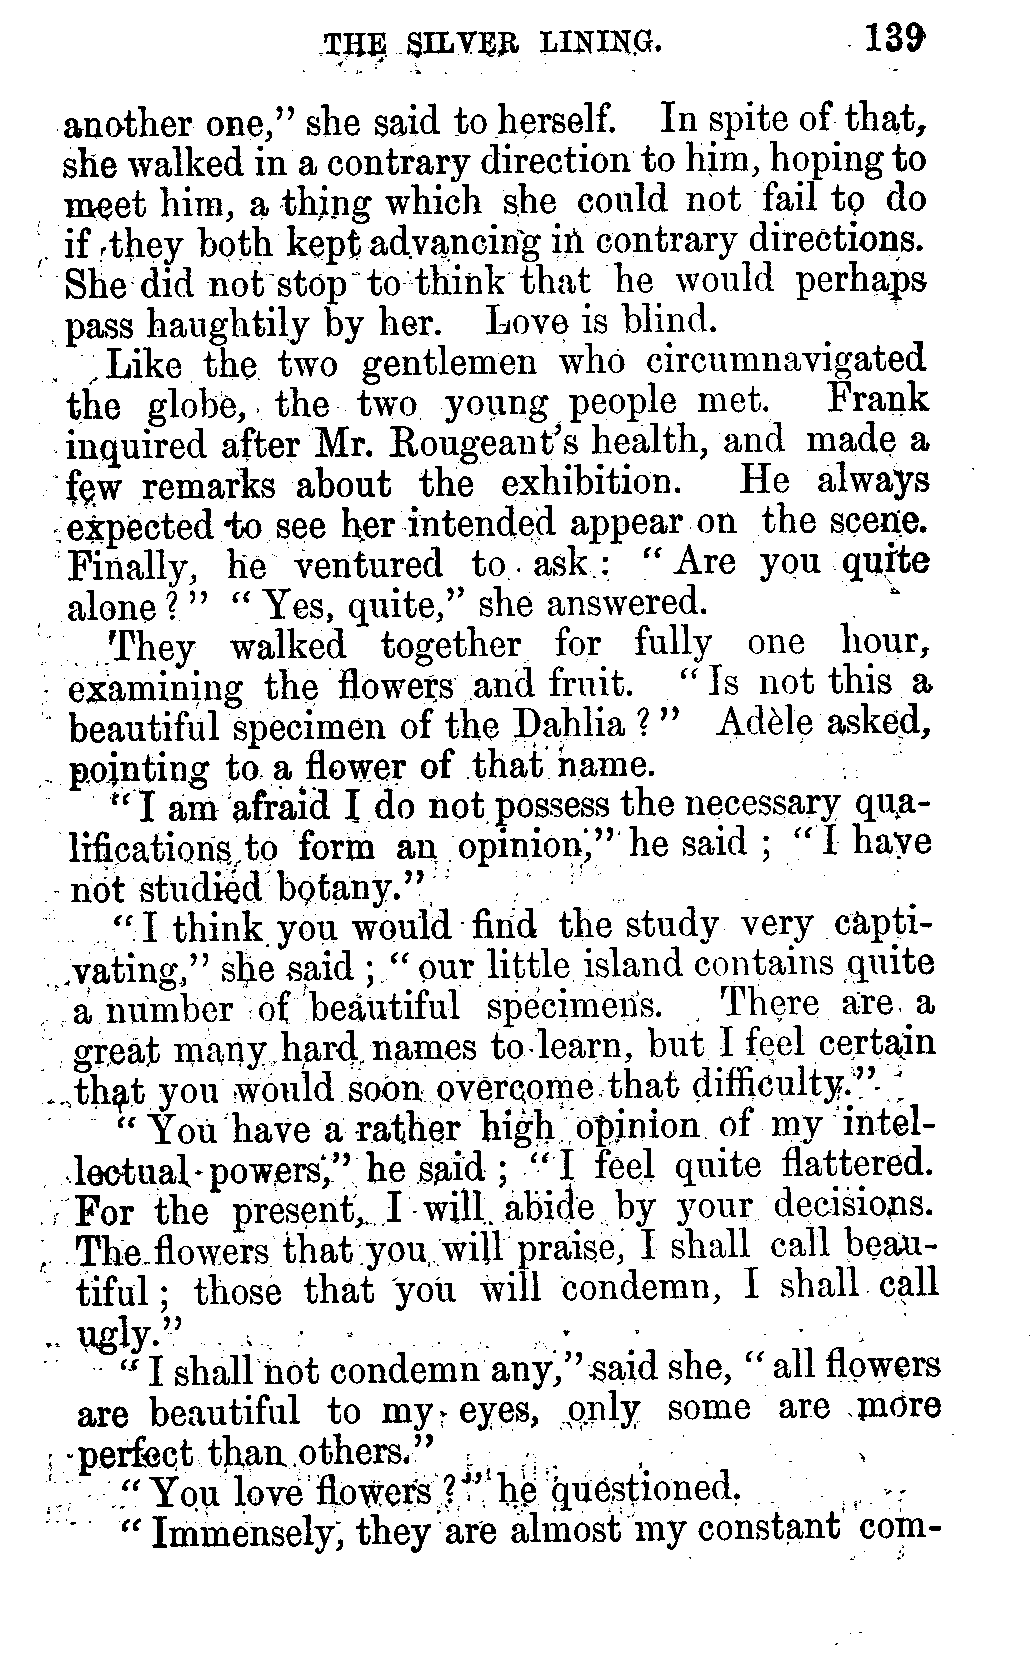 THE SILVER LINING. 139
another one," she said to herself. In spite of that,
she walked in a contrary direction to him, hoping to
meet him, a thing which she could not fail to do
if they both kept advancing in contrary directions.
She did not stop to think that he would perhaps
pass haughtily by her. Love is blind.
Like the two gentlemen who circumnavigated
the globe, the two young people met. Frank
inquired after Mr. Rougeant's health, and made a
few remarks about the exhibition. He always
expected to see her intended appear on the scene.
Finally, he ventured to ask: "Are you quite
alone?" "Yes, quite," she answered.
They walked together for fully one hour,
examining the flowers and fruit. "Is not this a
beautiful specimen of the Dahlia?" Adèle asked,
pointing to a flower of that name.
"I am afraid I do not possess the necessary qua-
lifications to form an opinion," he said; "I have
not studied botany."
"I think you would find the study very capti-
vating," she said; "our little island contains quite
a number of beautiful specimens. There are a
great many hard names to learn, but I feel certain
that you would soon overcome that difficulty."
"You have a rather high opinion of my intel-
lectual powers," he said; "I feel quite flattered.
For the present, I will abide by your decisions.
The flowers that you will praise, I shall call beau-
tiful; those that you will condemn, I shall call
ugly."
"I shall not condemn any," said she, "all flowers
are beautiful to my eyes, only some are more
perfect than others."
"You love flowers?" he questioned.
"Immensely, they are almost my constant com-